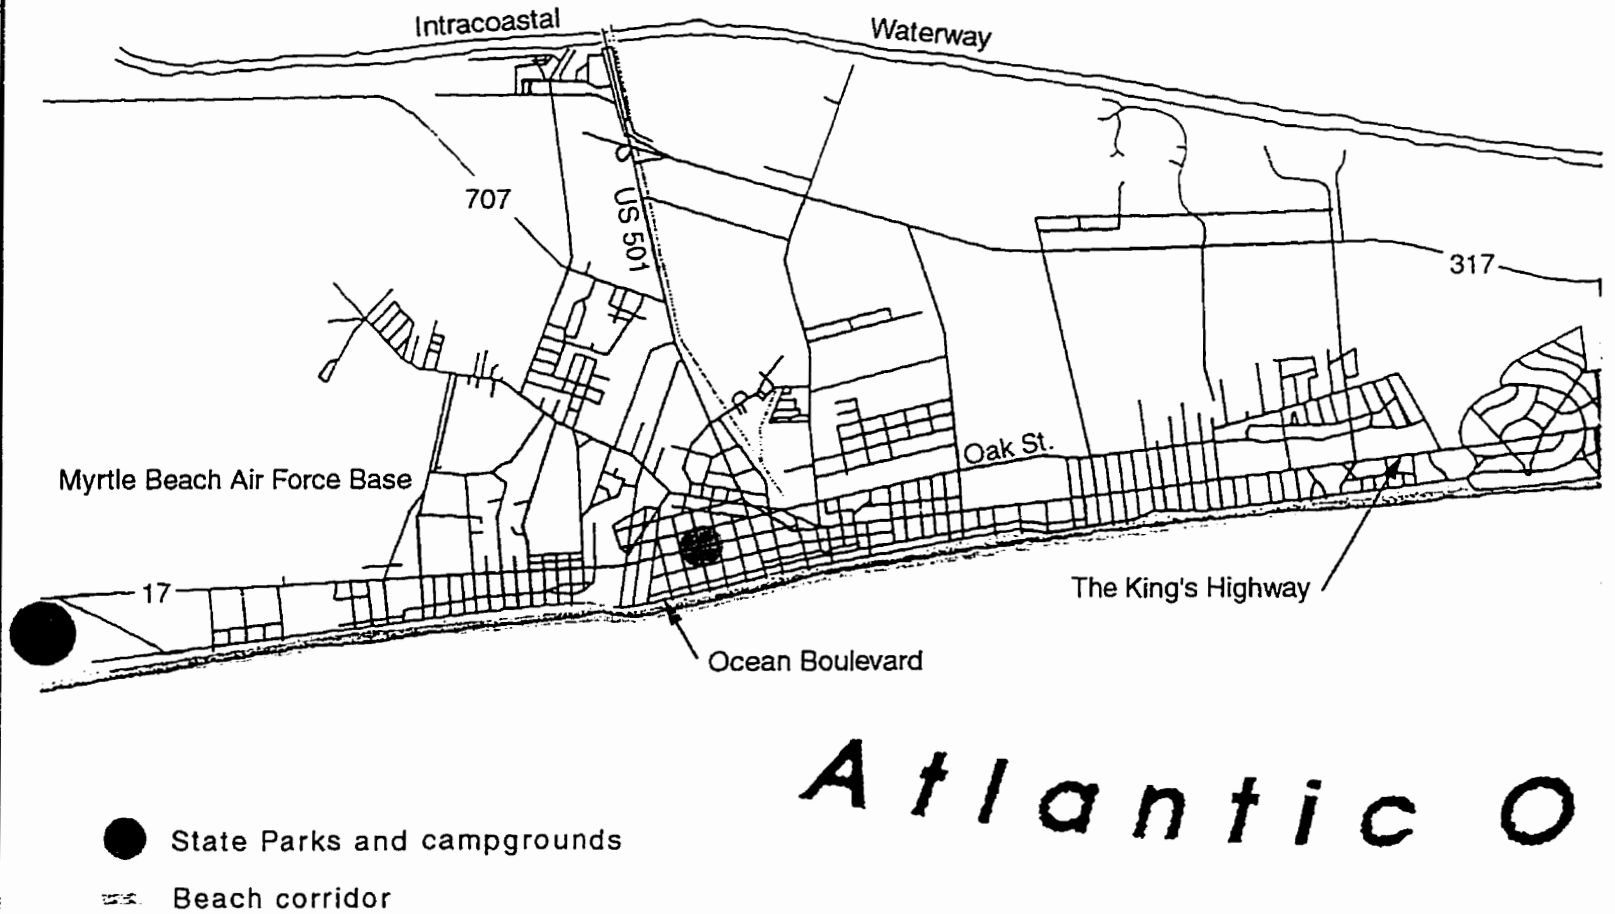 Intracoastal
Waterway
707
US 501
317
Oak St.
Myrtle Beach Air Force Base
17
The King's Highway
Ocean Boulevard
Atlantic O
State Parks and campgrounds
Beach corridor